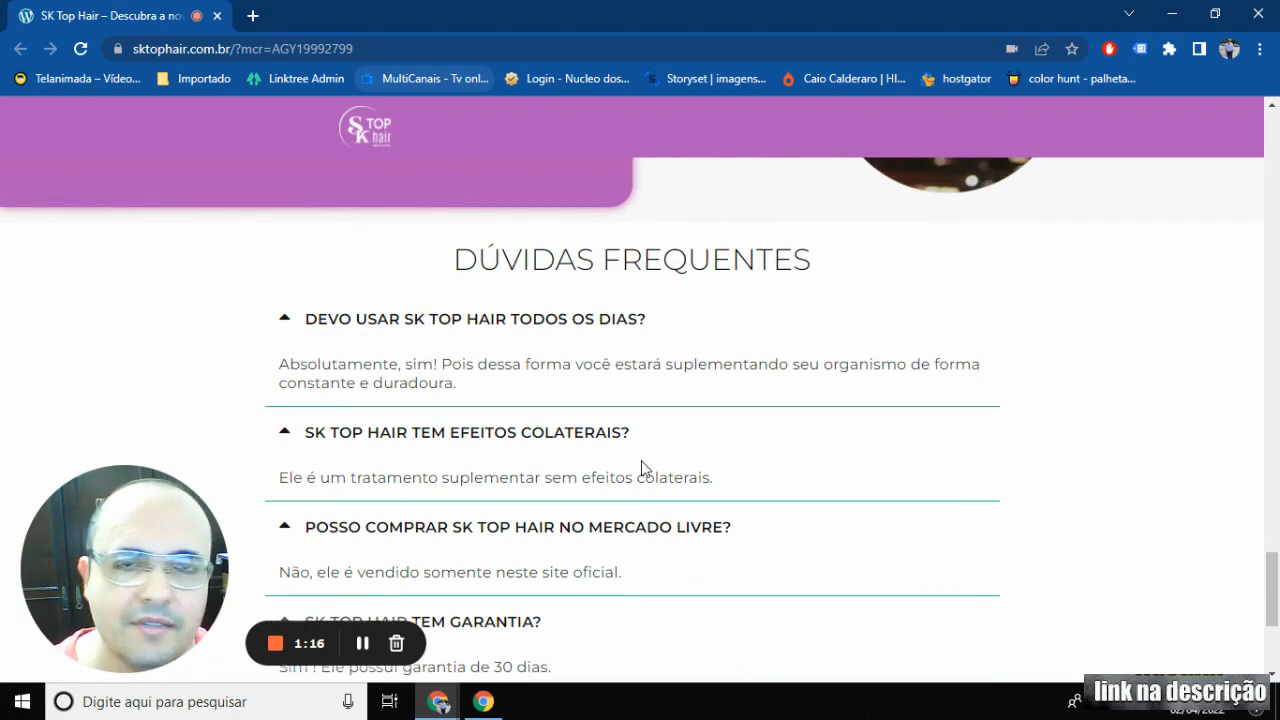 SK Top Hair – Descubra a no
sktophair.com.br/?mcr=AGY19992799
Telanimada – Vídeo...
Importado
Linktree Admin
MultiCanais - Tv onl...
Login - Nucleo dos...
Storyset | imagens...
Caio Calderaro | HI...
hostgator
color hunt - palheta...
SK TOP hair
DÚVIDAS FREQUENTES
DEVO USAR SK TOP HAIR TODOS OS DIAS?
Absolutamente, sim! Pois dessa forma você estará suplementando seu organismo de forma
constante e duradoura.
SK TOP HAIR TEM EFEITOS COLATERAIS?
Ele é um tratamento suplementar sem efeitos colaterais.
POSSO COMPRAR SK TOP HAIR NO MERCADO LIVRE?
Não, ele é vendido somente neste site oficial.
SK TOP HAIR TEM GARANTIA?
Sim ! Ele possui garantia de 30 dias.
1:16
link na descrição
Digite aqui para pesquisar
02/04/2022